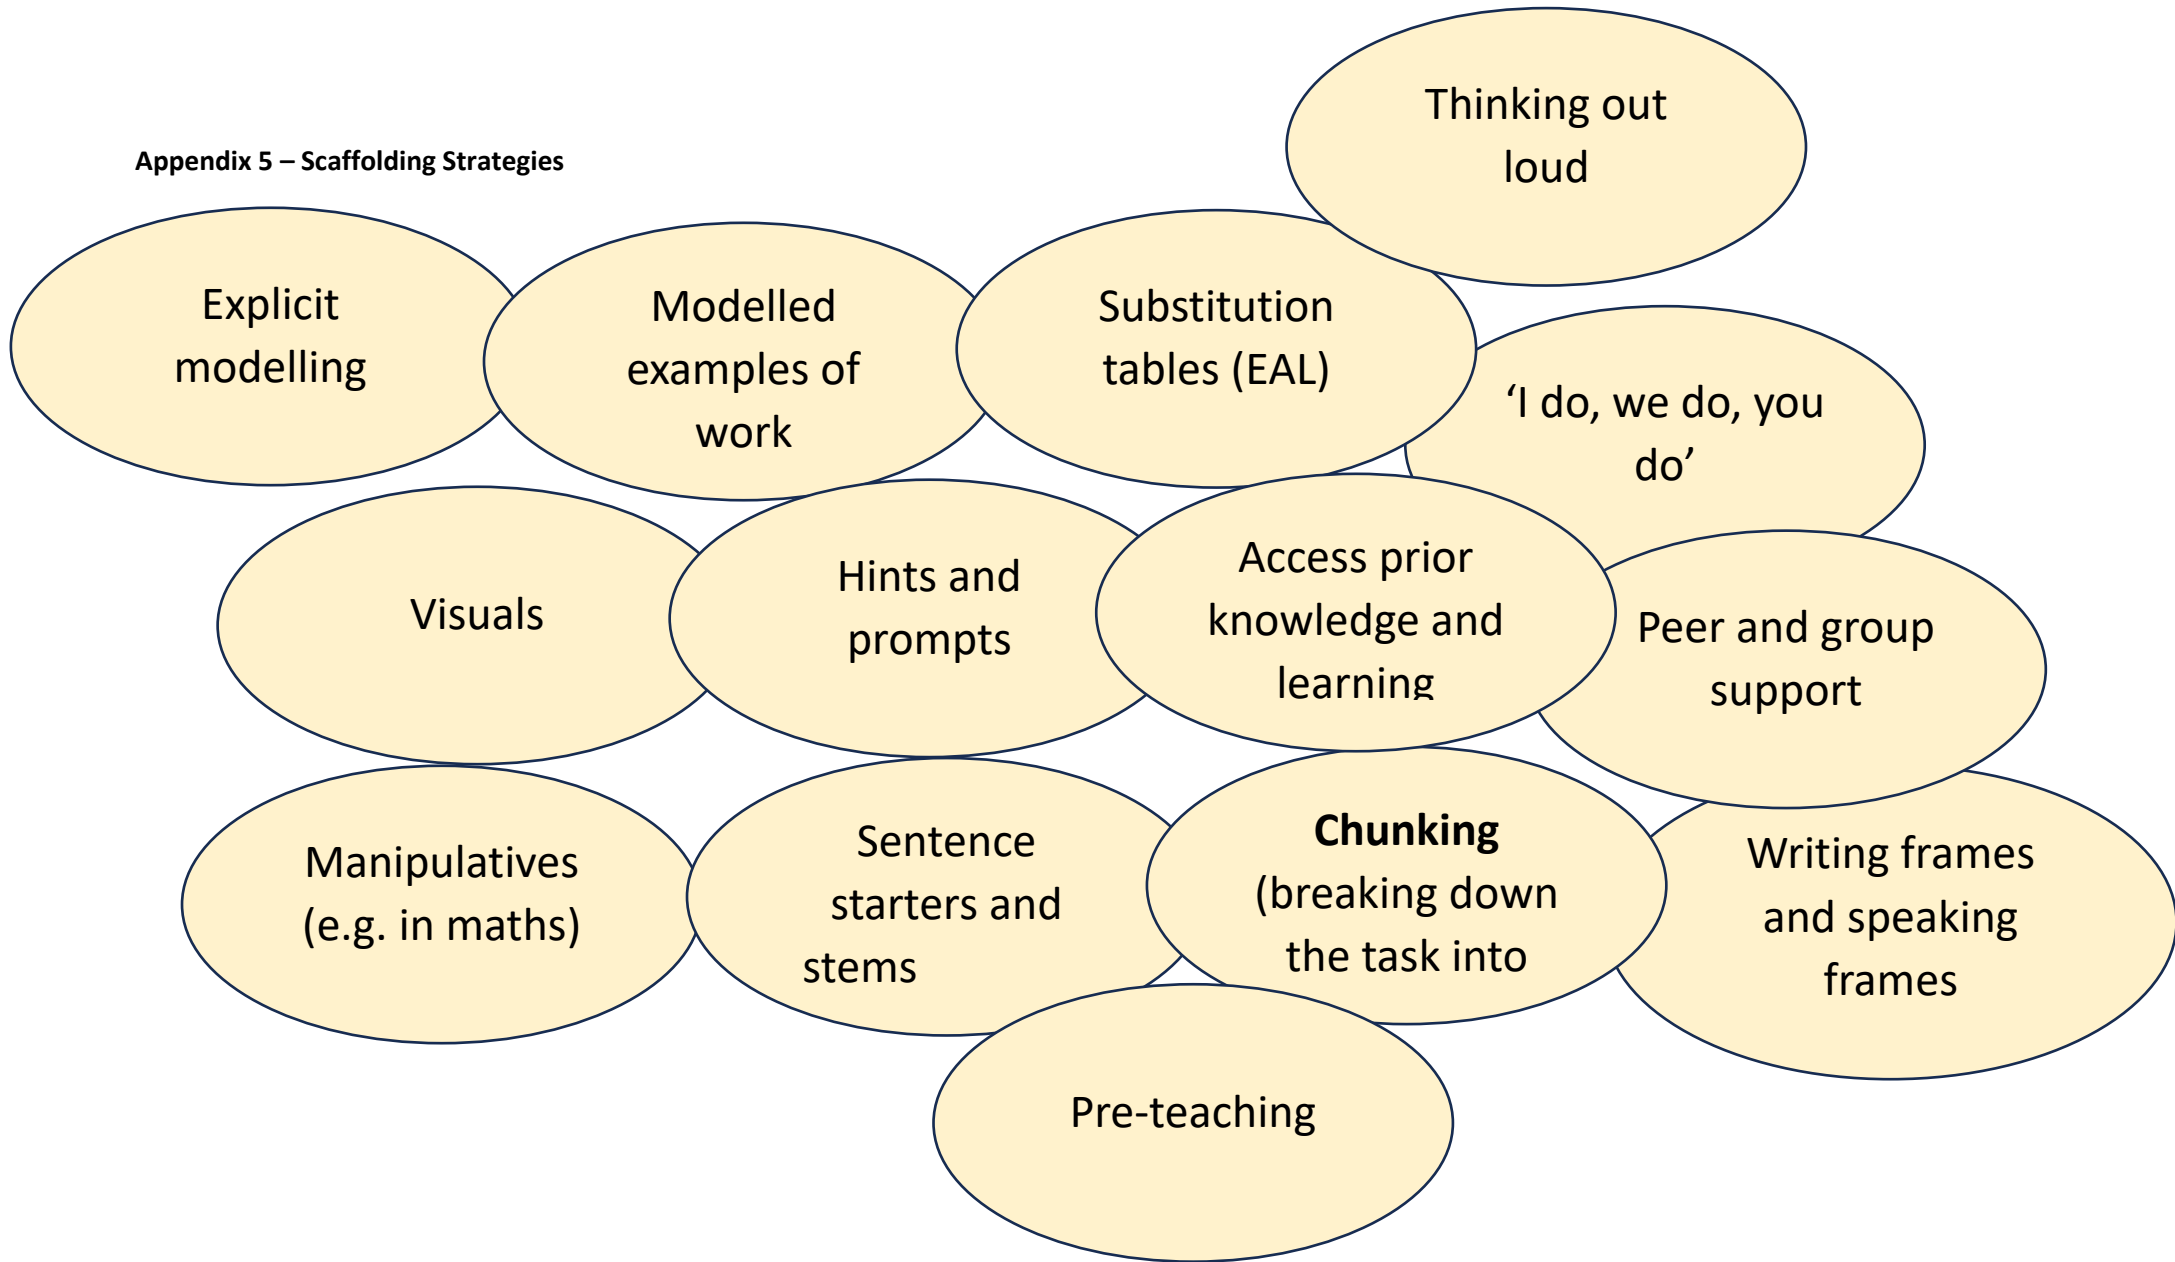 Appendix 5 – Scaffolding Strategies
Thinking out
loud
Explicit
modelling
Modelled
examples of
work
Substitution
tables (EAL)
‘I do, we do, you
do’
Visuals
Hints and
prompts
Access prior
knowledge and
learning
Peer and group
support
Manipulatives
(e.g. in maths)
Sentence
starters and
stems
Chunking
(breaking down
the task into
Writing frames
and speaking
frames
Pre-teaching